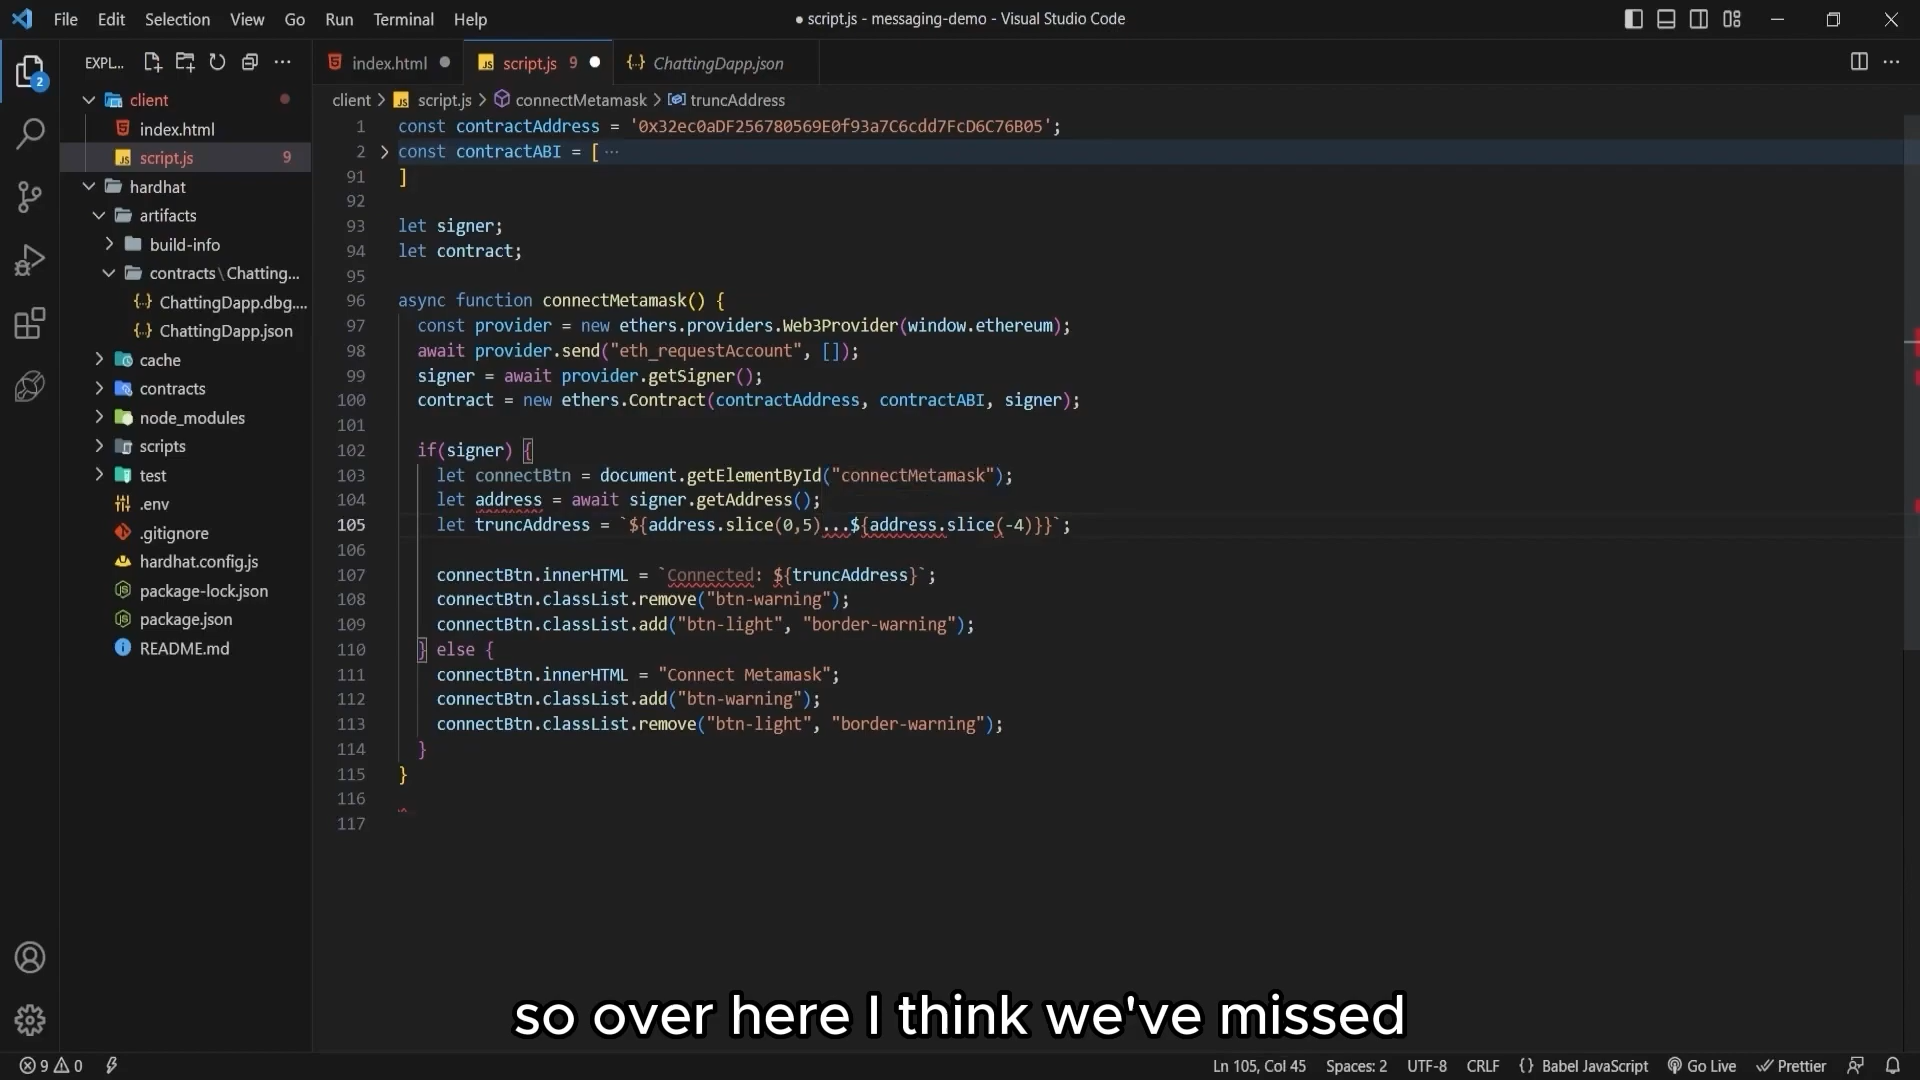 File Edit Selection View Go Run Terminal Help
● script.js - messaging-demo - Visual Studio Code
EXPL...
index.html
script.js 9
ChattingDapp.json
2
client > script.js > connectMetamask > truncAddress
client
index.html
script.js 9
hardhat
artifacts
build-info
contracts\Chatting...
ChattingDapp.dbg....
ChattingDapp.json
cache
contracts
node_modules
scripts
test
.env
.gitignore
hardhat.config.js
package-lock.json
package.json
README.md
1 const contractAddress = '0x32ec0aDF256780569E0f93a7C6cdd7FcD6C76B05';
2 const contractABI = [ ...
91 ]
92
93 let signer;
94 let contract;
95
96 async function connectMetamask() {
97 const provider = new ethers.providers.Web3Provider(window.ethereum);
98 await provider.send("eth_requestAccount", []);
99 signer = await provider.getSigner();
100 contract = new ethers.Contract(contractAddress, contractABI, signer);
101
102 if(signer) {
103 let connectBtn = document.getElementById("connectMetamask");
104 let address = await signer.getAddress();
105 let truncAddress = `${address.slice(0,5)...${address.slice(-4)}}`;
106
107 connectBtn.innerHTML = `Connected: ${truncAddress}`;
108 connectBtn.classList.remove("btn-warning");
109 connectBtn.classList.add("btn-light", "border-warning");
110 } else {
111 connectBtn.innerHTML = "Connect Metamask";
112 connectBtn.classList.add("btn-warning");
113 connectBtn.classList.remove("btn-light", "border-warning");
114 }
115 }
116
117
so over here I think we've missed
9 0
Ln 105, Col 45 Spaces: 2 UTF-8 CRLF {} Babel JavaScript Go Live Prettier